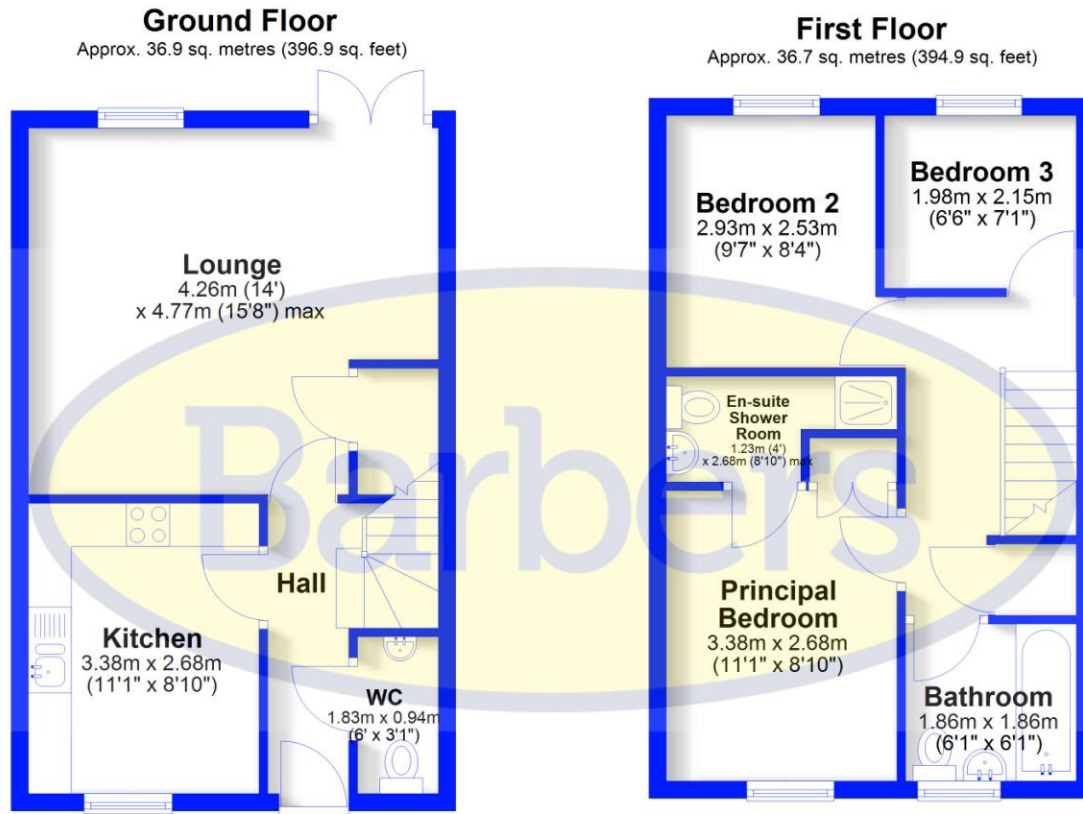 Ground Floor
Approx. 36.9 sq. metres (396.9 sq. feet)
Lounge
4.26m (14')
x 4.77m (15'8") max
Kitchen
3.38m x 2.68m
(11'1" x 8'10")
Hall
WC
1.83m x 0.94m
(6' x 3'1")
First Floor
Approx. 36.7 sq. metres (394.9 sq. feet)
Bedroom 2
2.93m x 2.53m
(9'7" x 8'4")
Bedroom 3
1.98m x 2.15m
(6'6" x 7'1")
En-suite
Shower
Room
1.23m (4')
x 2.68m (8'10") max
Principal
Bedroom
3.38m x 2.68m
(11'1" x 8'10")
Bathroom
1.86m x 1.86m
(6'1" x 6'1")
Barbers